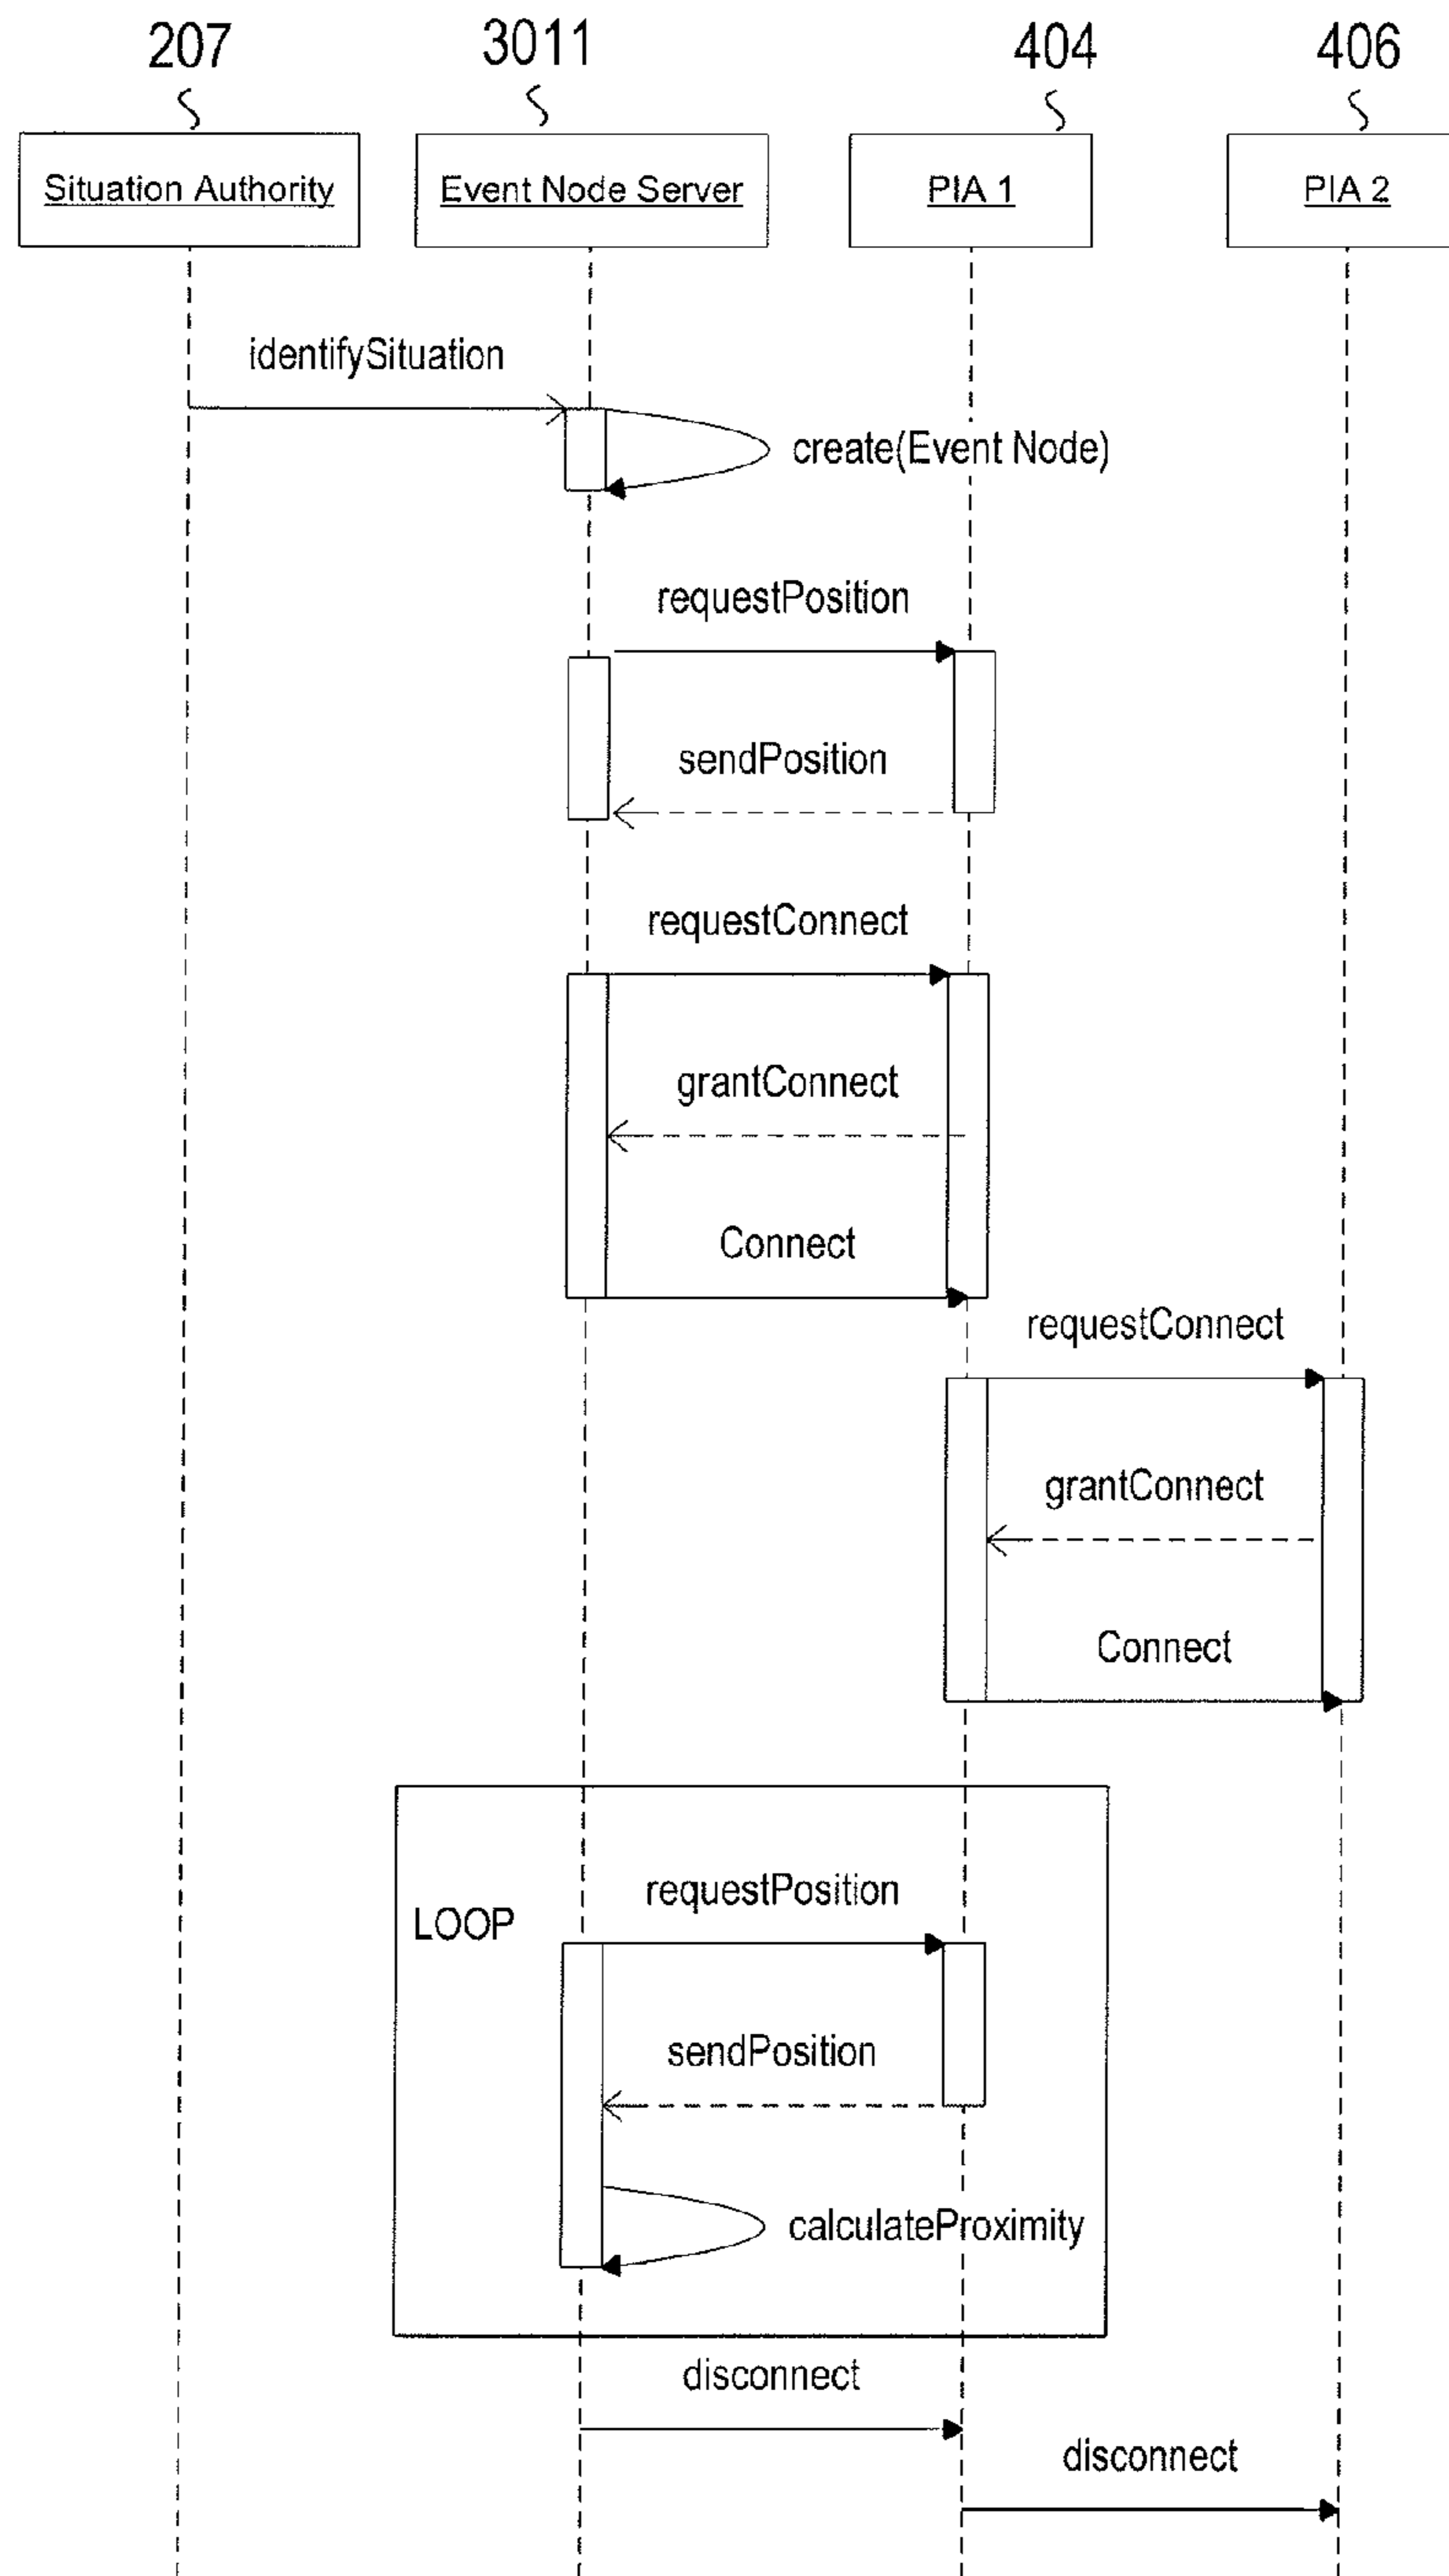 207 3011 404 406
Situation Authority Event Node Server PIA 1 PIA 2
identifySituation
create(Event Node)
requestPosition
sendPosition
requestConnect
grantConnect
Connect
requestConnect
grantConnect
Connect
requestPosition
LOOP
sendPosition
calculateProximity
disconnect
disconnect